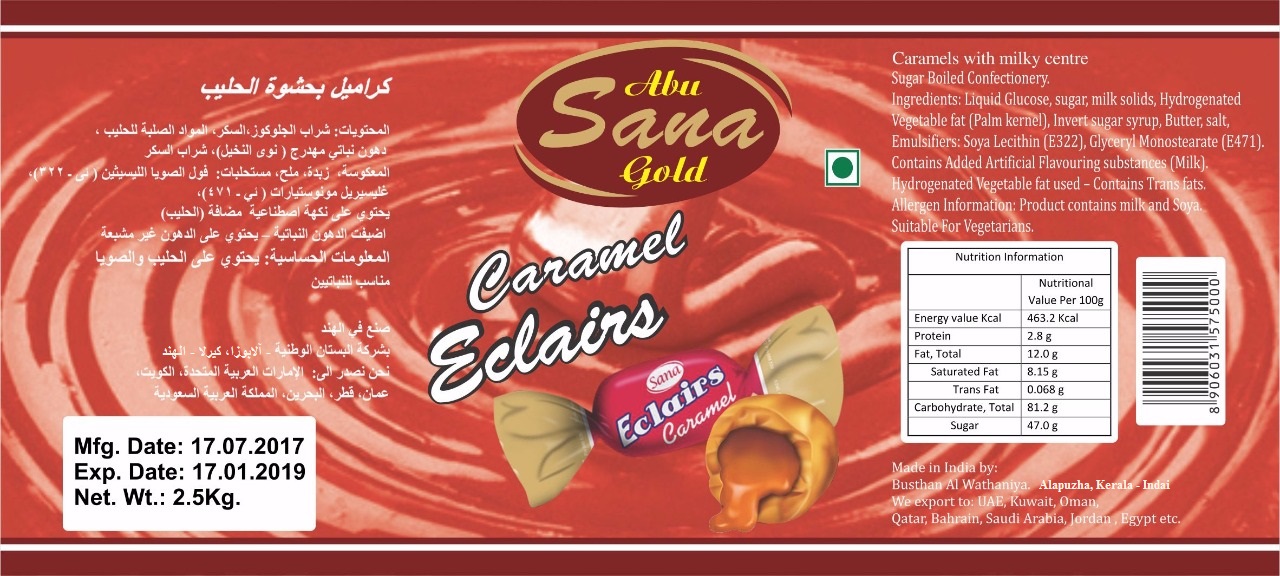 كراميل بحشوة الحليب
المحتويات: شراب الجلوكوز،السكر، المواد الصلبة للحليب ،
دهون نباتي مهدرج ( نوى النخيل)، شراب السكر
المعكوسة، زبدة، ملح، مستحلبات: فول الصويا الليسيثين ( ئي - ٣٢٢)،
غليسيريل مونوستيارات ( ئي - ٤٧١)،
يحتوي على نكهة اصطناعية مضافة (الحليب)
اضيفت الدهون النباتية – يحتوي على الدهون غير مشبعة
المعلومات الحساسية: يحتوي على الحليب والصويا
مناسب للنباتيين
صنع في الهند
بشركة البستان الوطنية - آلابوزا، كيرلا - الهند
نحن نصدر الى: الإمارات العربية المتحدة، الكويت،
عمان، قطر، البحرين، المملكة العربية السعودية
Mfg. Date: 17.07.2017
Exp. Date: 17.01.2019
Net. Wt.: 2.5Kg.
Abu
Sana
Gold
Caramel
Eclairs
Sana
Eclairs
Caramel
Caramels with milky centre
Sugar Boiled Confectionery.
Ingredients: Liquid Glucose, sugar, milk solids, Hydrogenated
Vegetable fat (Palm kernel), Invert sugar syrup, Butter, salt,
Emulsifiers: Soya Lecithin (E322), Glyceryl Monostearate (E471).
Contains Added Artificial Flavouring substances (Milk).
Hydrogenated Vegetable fat used – Contains Trans fats.
Allergen Information: Product contains milk and Soya.
Suitable For Vegetarians.
Nutrition Information
Nutritional
Value Per 100g
Energy value Kcal 463.2 Kcal
Protein 2.8 g
Fat, Total 12.0 g
Saturated Fat 8.15 g
Trans Fat 0.068 g
Carbohydrate, Total 81.2 g
Sugar 47.0 g
8 906031 575000
Made in India by:
Busthan Al Wathaniya. Alapuzha, Kerala - Indai
We export to: UAE, Kuwait, Oman,
Qatar, Bahrain, Saudi Arabia, Jordan , Egypt etc.